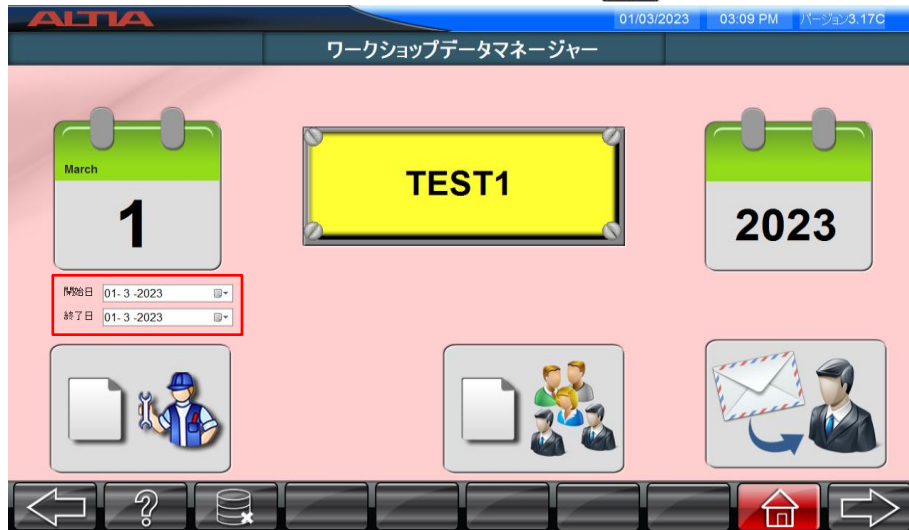 ALTIA
01/03/2023 03:09 PM バージョン3.17C
ワークショップデータマネージャー
March
1
TEST1
2023
開始日 01- 3 -2023
終了日 01- 3 -2023
?